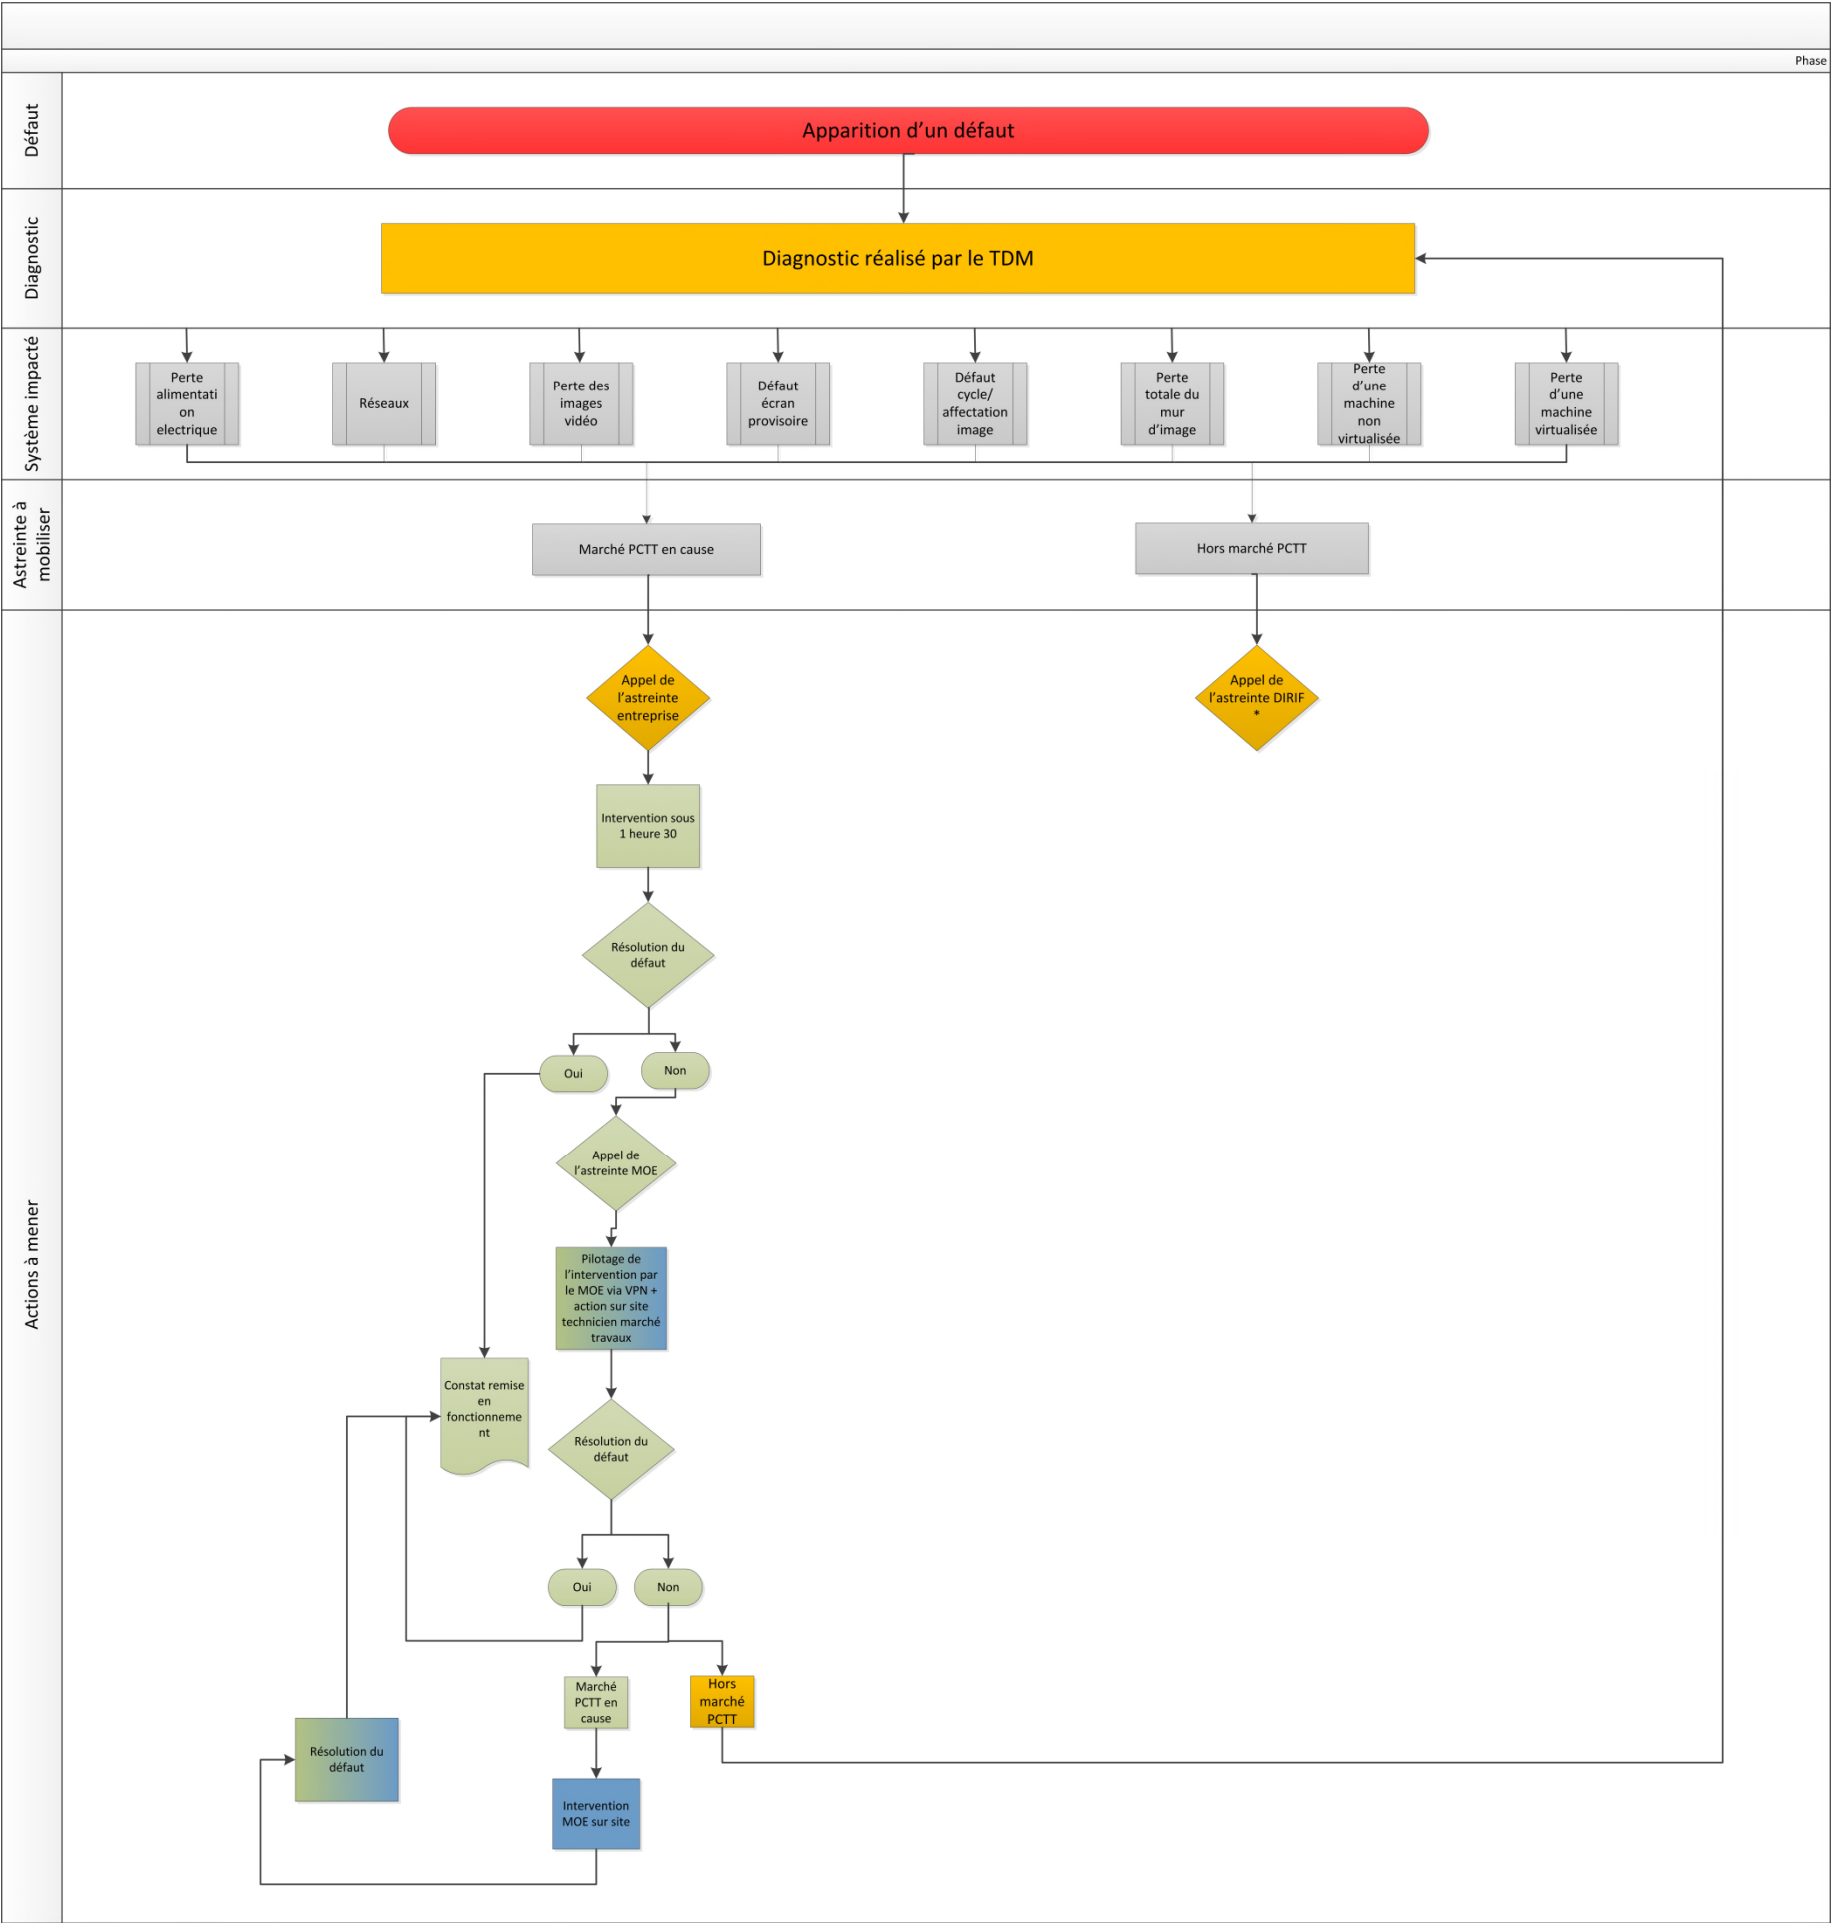 Phase
Défaut
Apparition d’un défaut
Diagnostic
Diagnostic réalisé par le TDM
Système impacté
Perte
alimentati
on
electrique
Réseaux
Perte des
images
vidéo
Défaut
écran
provisoire
Défaut
cycle/
affectation
image
Perte
totale du
mur
d’image
Perte
d’une
machine
non
virtualisée
Perte
d’une
machine
virtualisée
Astreinte à
mobiliser
Marché PCTT en cause
Hors marché PCTT
Actions à mener
Appel de
l’astreinte
entreprise
Appel de
l’astreinte DIRIF
*
Intervention sous
1 heure 30
Résolution du
défaut
Oui
Non
Appel de
l’astreinte MOE
Pilotage de
l’intervention par
le MOE via VPN +
action sur site
technicien marché
travaux
Constat remise
en
fonctionneme
nt
Résolution du
défaut
Oui
Non
Marché
PCTT en
cause
Hors
marché
PCTT
Résolution du
défaut
Intervention
MOE sur site